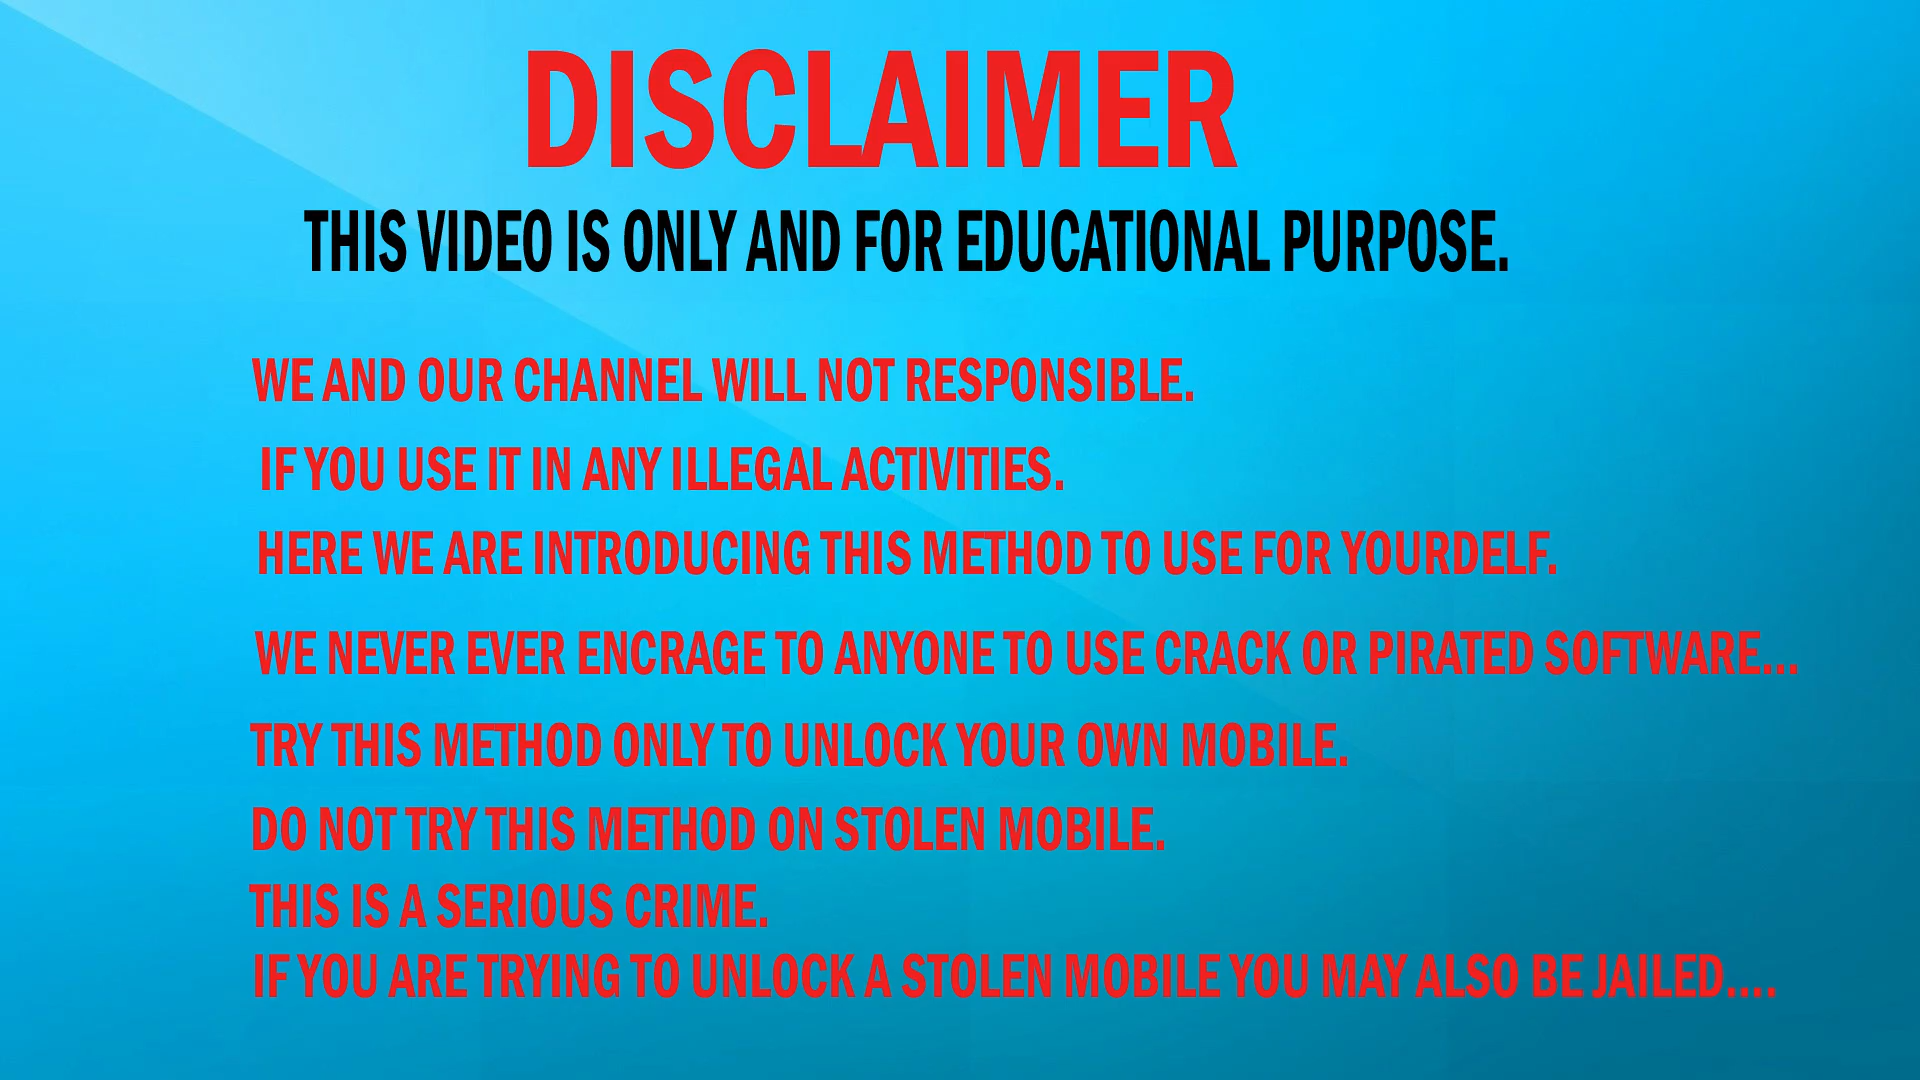 DISCLAIMER
THIS VIDEO IS ONLY AND FOR EDUCATIONAL PURPOSE.
WE AND OUR CHANNEL WILL NOT RESPONSIBLE.
IF YOU USE IT IN ANY ILLEGAL ACTIVITIES.
HERE WE ARE INTRODUCING THIS METHOD TO USE FOR YOURDELF.
WE NEVER EVER ENCRAGE TO ANYONE TO USE CRACK OR PIRATED SOFTWARE...
TRY THIS METHOD ONLY TO UNLOCK YOUR OWN MOBILE.
DO NOT TRY THIS METHOD ON STOLEN MOBILE.
THIS IS A SERIOUS CRIME.
IF YOU ARE TRYING TO UNLOCK A STOLEN MOBILE YOU MAY ALSO BE JAILED....